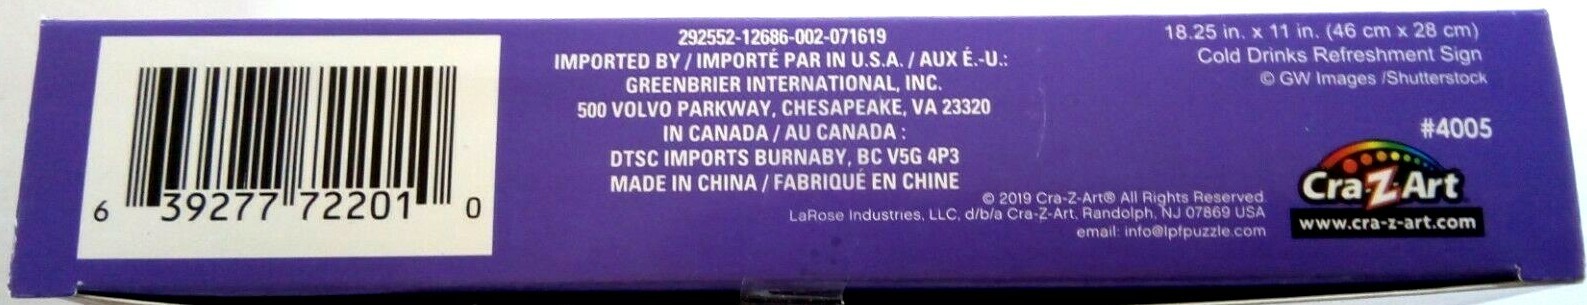 6 39277 72201 0
292552-12686-002-071619
IMPORTED BY / IMPORTÉ PAR IN U.S.A. / AUX É.-U.:
GREENBRIER INTERNATIONAL, INC.
500 VOLVO PARKWAY, CHESAPEAKE, VA 23320
IN CANADA / AU CANADA :
DTSC IMPORTS BURNABY, BC V5G 4P3
MADE IN CHINA / FABRIQUÉ EN CHINE
18.25 in. x 11 in. (46 cm x 28 cm)
Cold Drinks Refreshment Sign
© GW Images /Shutterstock
#4005
© 2019 Cra-Z-Art® All Rights Reserved.
LaRose Industries, LLC, d/b/a Cra-Z-Art, Randolph, NJ 07869 USA
email: info@lpfpuzzle.com
Cra-Z-Art
www.cra-z-art.com